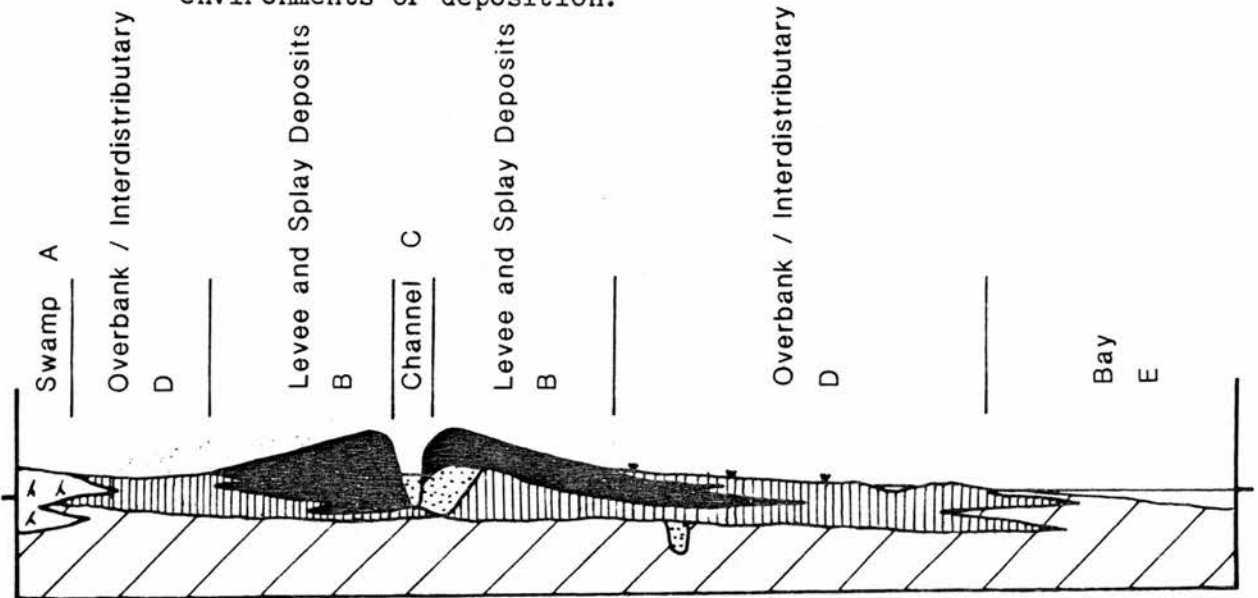 environments of deposition.
Swamp A
Overbank / Interdistributary
D
Levee and Splay Deposits
B
Channel C
Levee and Splay Deposits
B
Overbank / Interdistributary
D
Bay
E